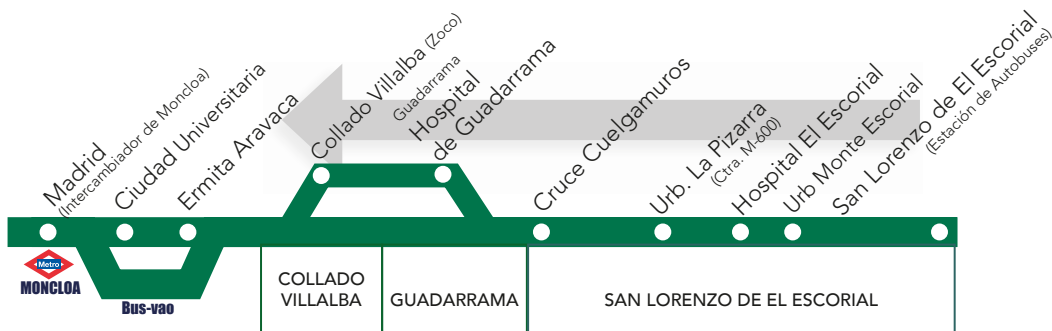 Madrid
(Intercambiador de Moncloa)
Ciudad Universitaria
Ermita Aravaca
Collado Villalba (Zoco)
Guadarrama
Hospital
de Guadarrama
Cruce Cuelgamuros
Urb. La Pizarra
(Ctra. M-600)
Hospital El Escorial
Urb Monte Escorial
San Lorenzo de El Escorial
(Estación de Autobuses)
Metro
MONCLOA
Bus-vao
COLLADO
VILLALBA
GUADARRAMA
SAN LORENZO DE EL ESCORIAL